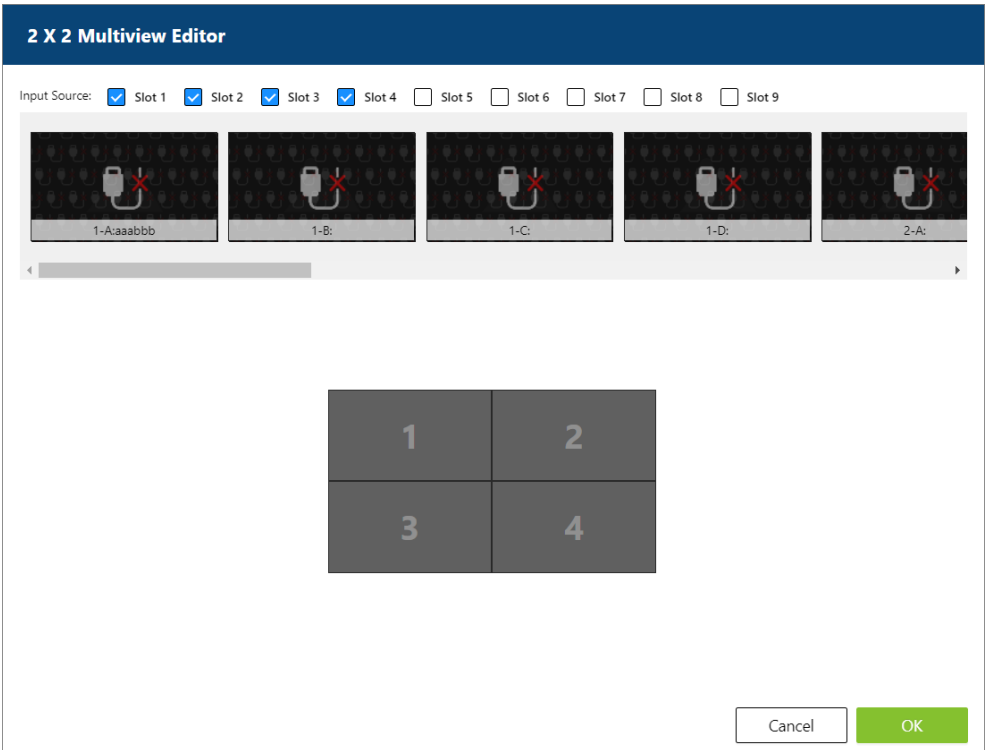 2 X 2 Multiview Editor
Input Source: Slot 1 Slot 2 Slot 3 Slot 4 Slot 5 Slot 6 Slot 7 Slot 8 Slot 9
1-A:aaabbb 1-B: 1-C: 1-D: 2-A:
1 2
3 4
Cancel OK